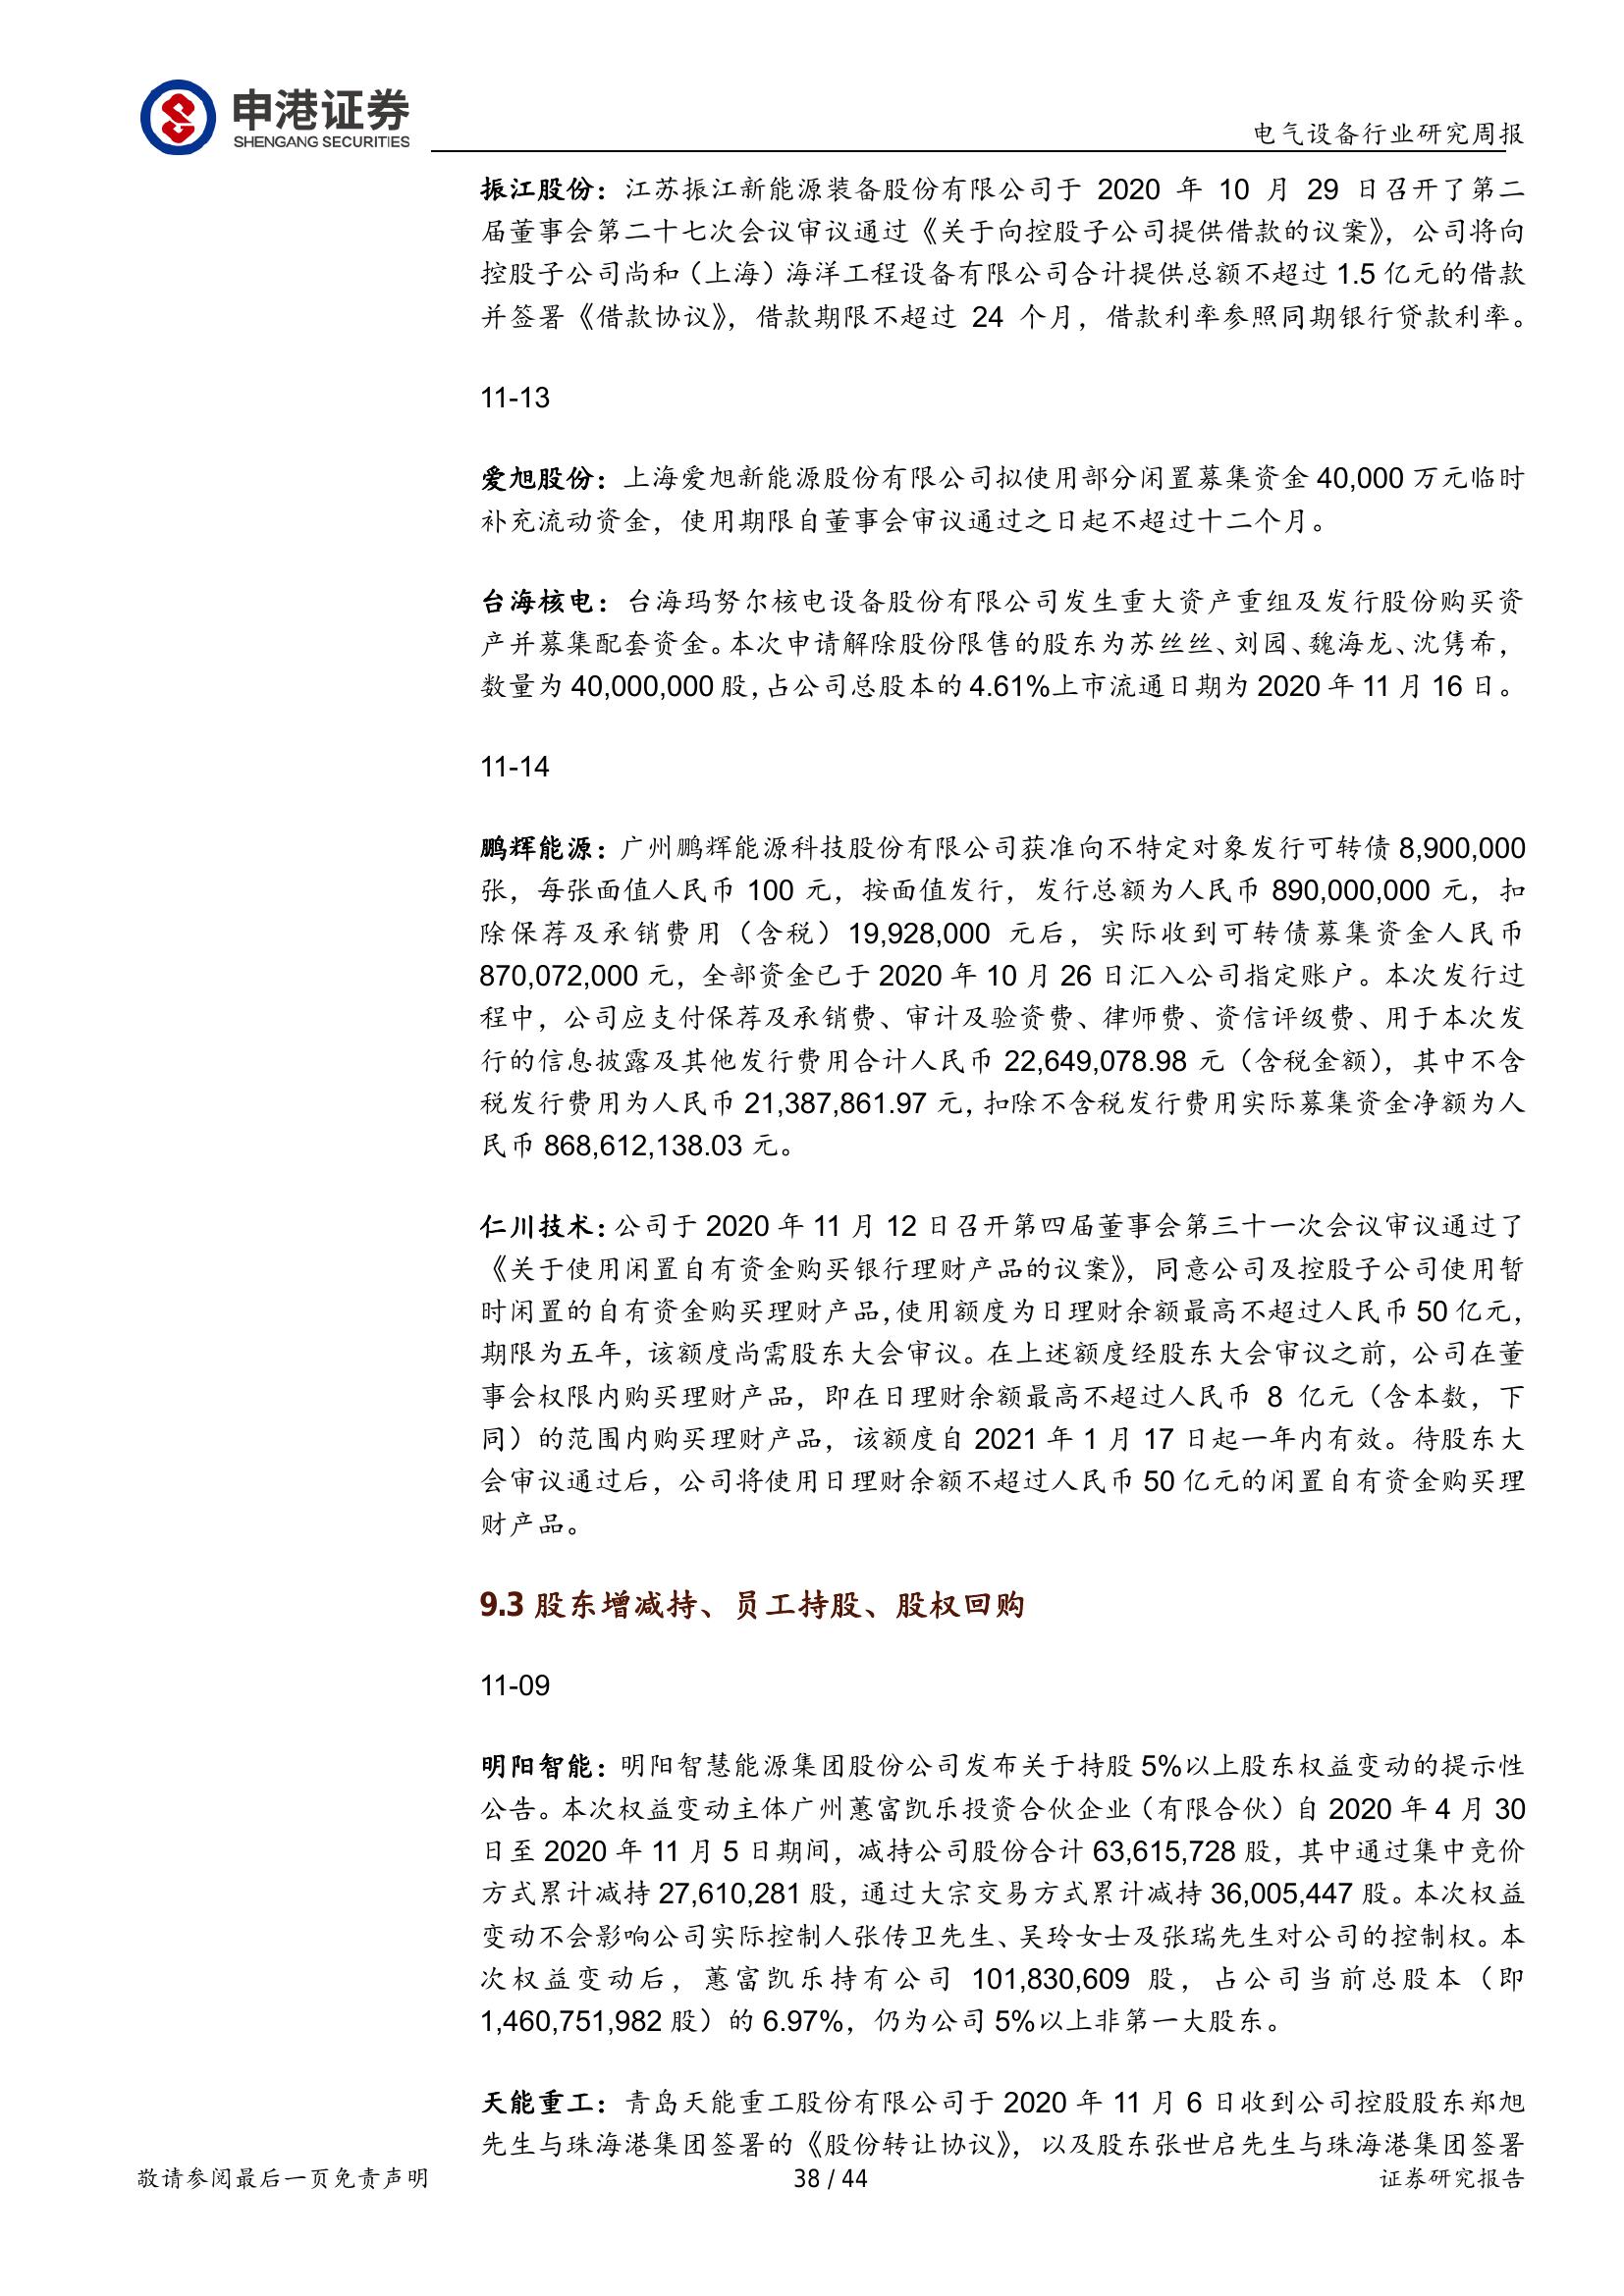 申港证券
SHENGANG SECURITIES
电气设备行业研究周报
振江股份：江苏振江新能源装备股份有限公司于 2020 年 10 月 29 日召开了第二
届董事会第二十七次会议审议通过《关于向控股子公司提供借款的议案》，公司将向
控股子公司尚和（上海）海洋工程设备有限公司合计提供总额不超过 1.5 亿元的借款
并签署《借款协议》，借款期限不超过 24 个月，借款利率参照同期银行贷款利率。
11-13
爱旭股份：上海爱旭新能源股份有限公司拟使用部分闲置募集资金 40,000 万元临时
补充流动资金，使用期限自董事会审议通过之日起不超过十二个月。
台海核电：台海玛努尔核电设备股份有限公司发生重大资产重组及发行股份购买资
产并募集配套资金。本次申请解除股份限售的股东为苏丝丝、刘园、魏海龙、沈隽希，
数量为 40,000,000 股，占公司总股本的 4.61%上市流通日期为 2020 年 11 月 16 日。
11-14
鹏辉能源：广州鹏辉能源科技股份有限公司获准向不特定对象发行可转债 8,900,000
张，每张面值人民币 100 元，按面值发行，发行总额为人民币 890,000,000 元，扣
除保荐及承销费用（含税）19,928,000 元后，实际收到可转债募集资金人民币
870,072,000 元，全部资金已于 2020 年 10 月 26 日汇入公司指定账户。本次发行过
程中，公司应支付保荐及承销费、审计及验资费、律师费、资信评级费、用于本次发
行的信息披露及其他发行费用合计人民币 22,649,078.98 元（含税金额），其中不含
税发行费用为人民币 21,387,861.97 元，扣除不含税发行费用实际募集资金净额为人
民币 868,612,138.03 元。
仁川技术：公司于 2020 年 11 月 12 日召开第四届董事会第三十一次会议审议通过了
《关于使用闲置自有资金购买银行理财产品的议案》，同意公司及控股子公司使用暂
时闲置的自有资金购买理财产品，使用额度为日理财余额最高不超过人民币 50 亿元，
期限为五年，该额度尚需股东大会审议。在上述额度经股东大会审议之前，公司在董
事会权限内购买理财产品，即在日理财余额最高不超过人民币 8 亿元（含本数，下
同）的范围内购买理财产品，该额度自 2021 年 1 月 17 日起一年内有效。待股东大
会审议通过后，公司将使用日理财余额不超过人民币 50 亿元的闲置自有资金购买理
财产品。
9.3 股东增减持、员工持股、股权回购
11-09
明阳智能：明阳智慧能源集团股份公司发布关于持股 5%以上股东权益变动的提示性
公告。本次权益变动主体广州蕙富凯乐投资合伙企业（有限合伙）自 2020 年 4 月 30
日至 2020 年 11 月 5 日期间，减持公司股份合计 63,615,728 股，其中通过集中竞价
方式累计减持 27,610,281 股，通过大宗交易方式累计减持 36,005,447 股。本次权益
变动不会影响公司实际控制人张传卫先生、吴玲女士及张瑞先生对公司的控制权。本
次权益变动后，蕙富凯乐持有公司 101,830,609 股，占公司当前总股本（即
1,460,751,982 股）的 6.97%，仍为公司 5%以上非第一大股东。
天能重工：青岛天能重工股份有限公司于 2020 年 11 月 6 日收到公司控股股东郑旭
先生与珠海港集团签署的《股份转让协议》，以及股东张世启先生与珠海港集团签署
敬请参阅最后一页免责声明
38 / 44
证券研究报告